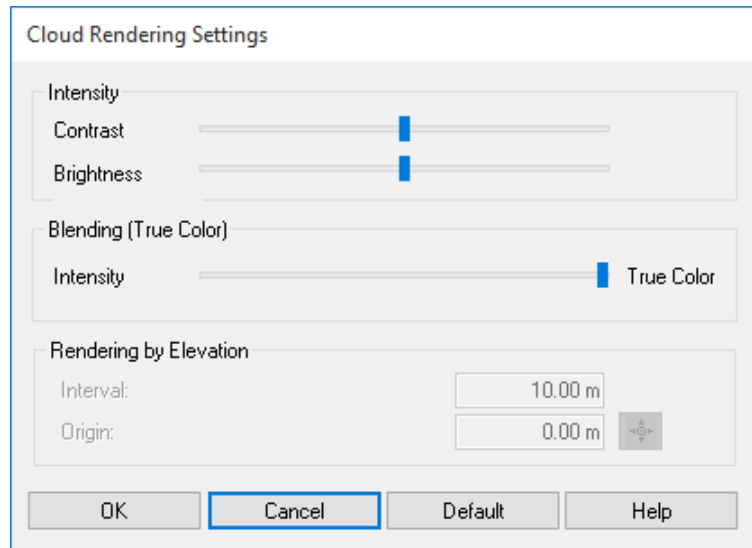 Cloud Rendering Settings
Intensity
Contrast
Brightness
Blending (True Color)
Intensity True Color
Rendering by Elevation
Interval: 10.00 m
Origin: 0.00 m
OK Cancel Default Help